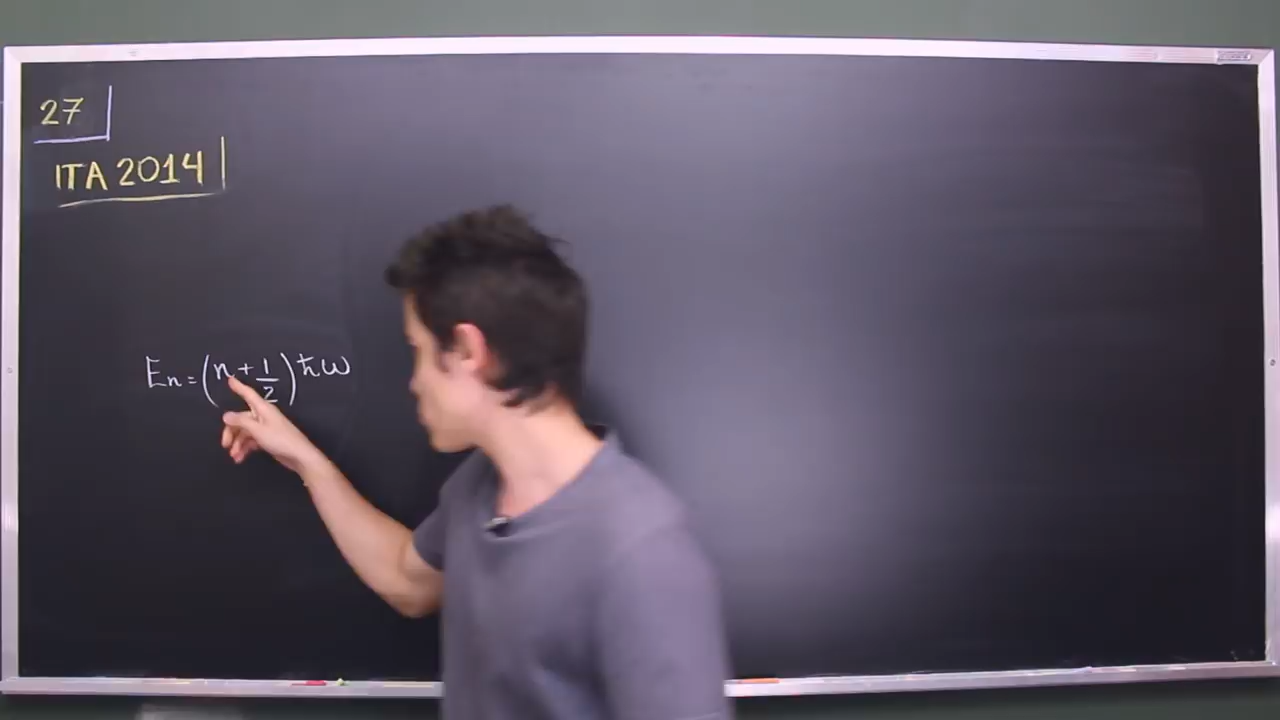 27
ITA 2014
En = (n + 1/2) ħω